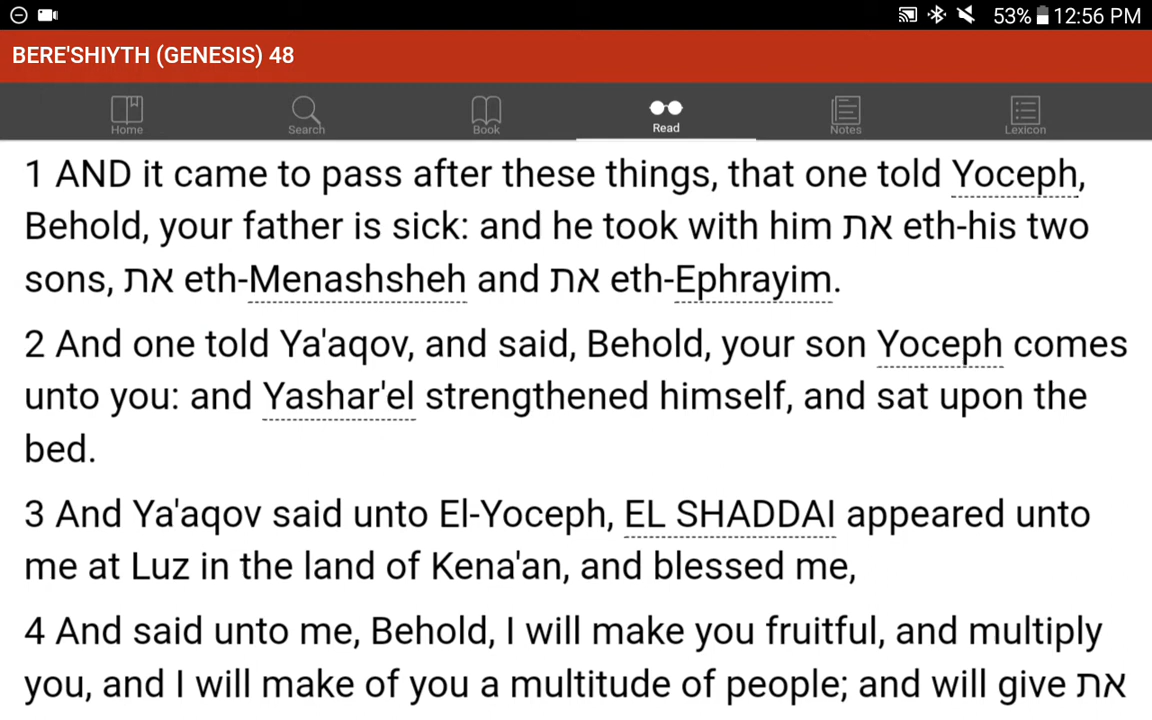 53% 12:56 PM
BERE'SHIYTH (GENESIS) 48
Home Search Book Read Notes Lexicon
1 AND it came to pass after these things, that one told Yoceph,
Behold, your father is sick: and he took with him את eth-his two
sons, את eth-Menashsheh and את eth-Ephrayim.
2 And one told Ya'aqov, and said, Behold, your son Yoceph comes
unto you: and Yashar'el strengthened himself, and sat upon the
bed.
3 And Ya'aqov said unto El-Yoceph, EL SHADDAI appeared unto
me at Luz in the land of Kena'an, and blessed me,
4 And said unto me, Behold, I will make you fruitful, and multiply
you, and I will make of you a multitude of people; and will give את